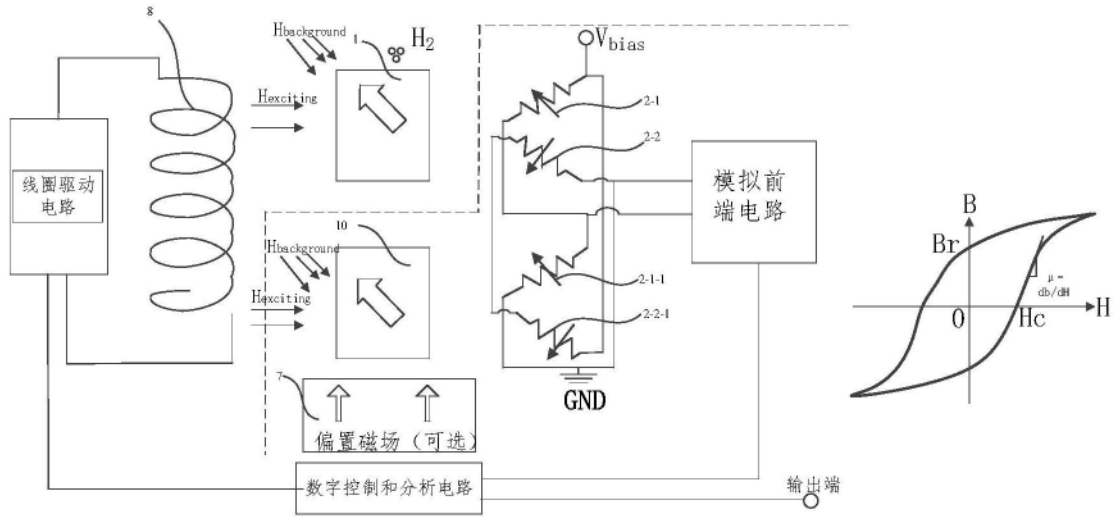 8
Hbackground
1
H2
Hexciting
线圈驱动
电路
Vbias
2-1
2-2
模拟前
端电路
10
Hbackground
Hexciting
2-1-1
2-2-1
7
偏置磁场（可选）
GND
数字控制和分析电路
输出端
B
Br
μ=
db/dH
O
Hc
H